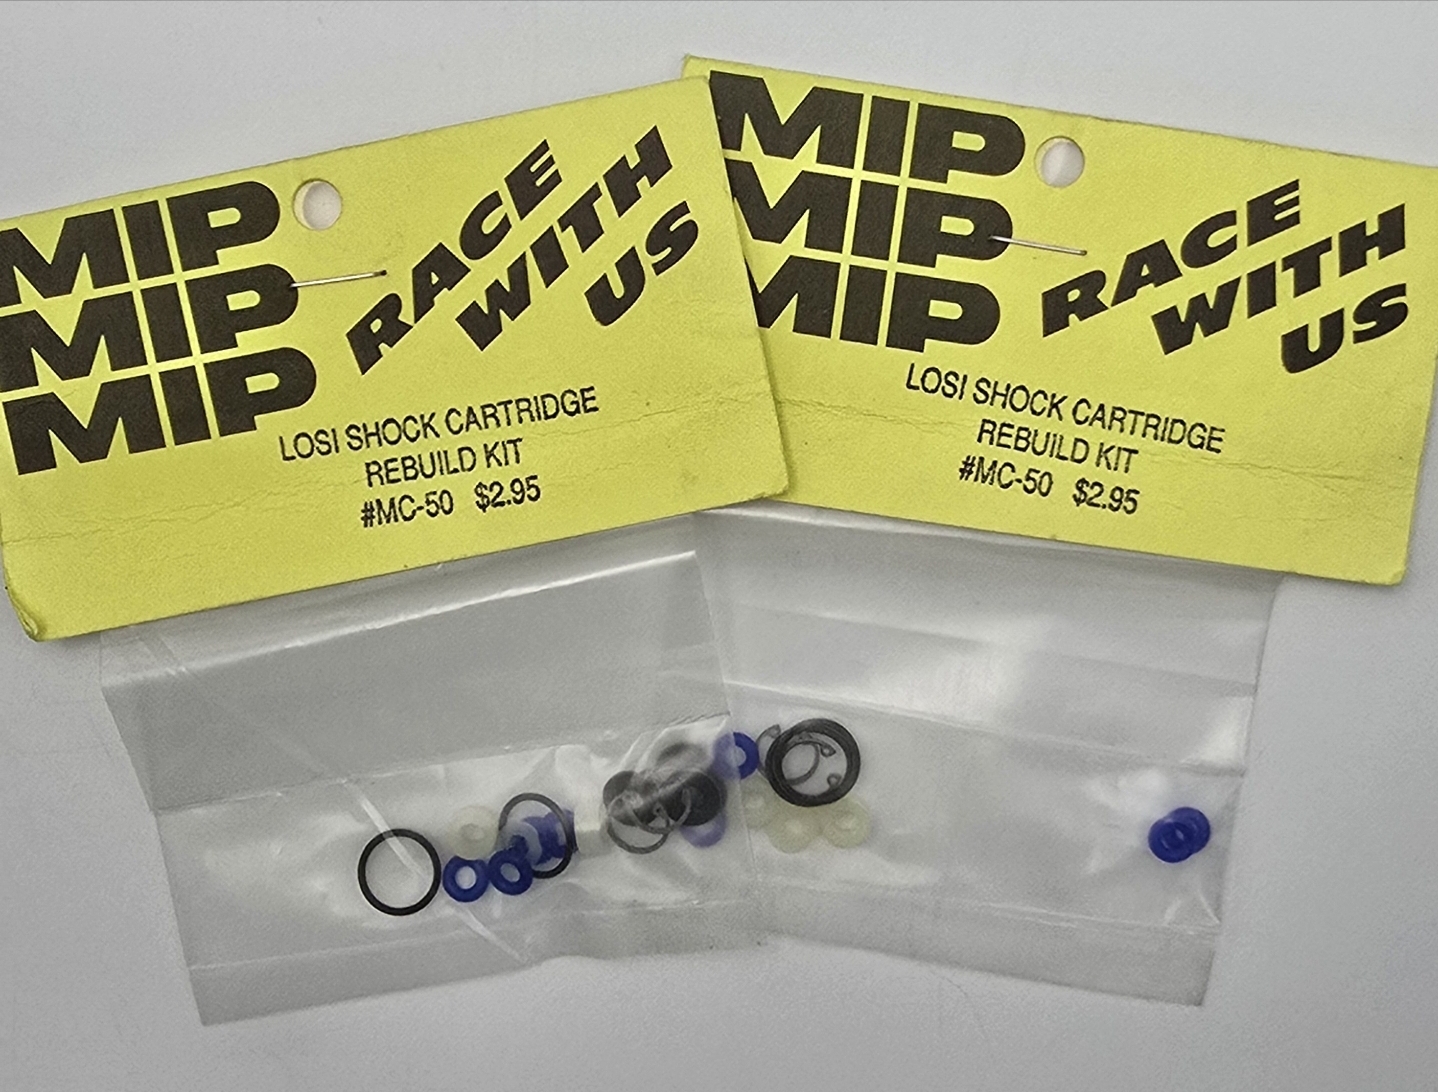 MIP
MIP
MIP
RACE
WITH
US
LOSI SHOCK CARTRIDGE
REBUILD KIT
#MC-50 $2.95
MIP
MIP
MIP
RACE
WITH
US
LOSI SHOCK CARTRIDGE
REBUILD KIT
#MC-50 $2.95